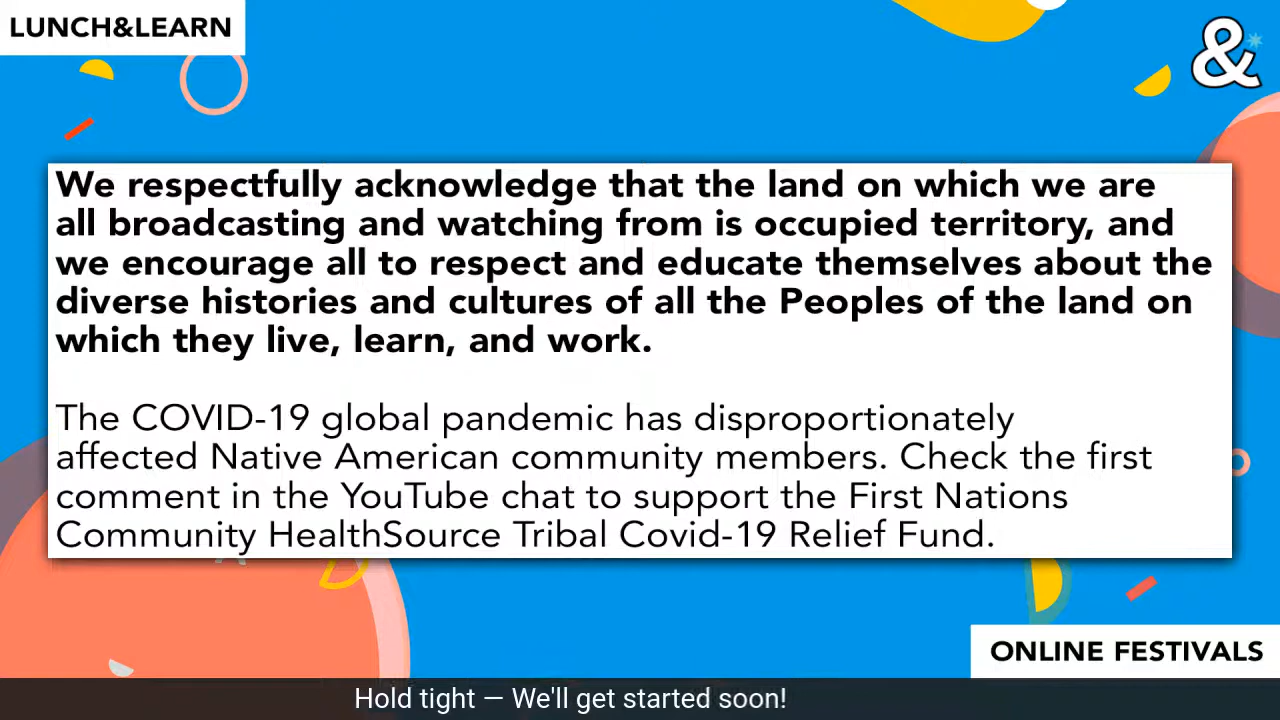 LUNCH&LEARN
&
We respectfully acknowledge that the land on which we are
all broadcasting and watching from is occupied territory, and
we encourage all to respect and educate themselves about the
diverse histories and cultures of all the Peoples of the land on
which they live, learn, and work.
The COVID-19 global pandemic has disproportionately
affected Native American community members. Check the first
comment in the YouTube chat to support the First Nations
Community HealthSource Tribal Covid-19 Relief Fund.
ONLINE FESTIVALS
Hold tight — We'll get started soon!